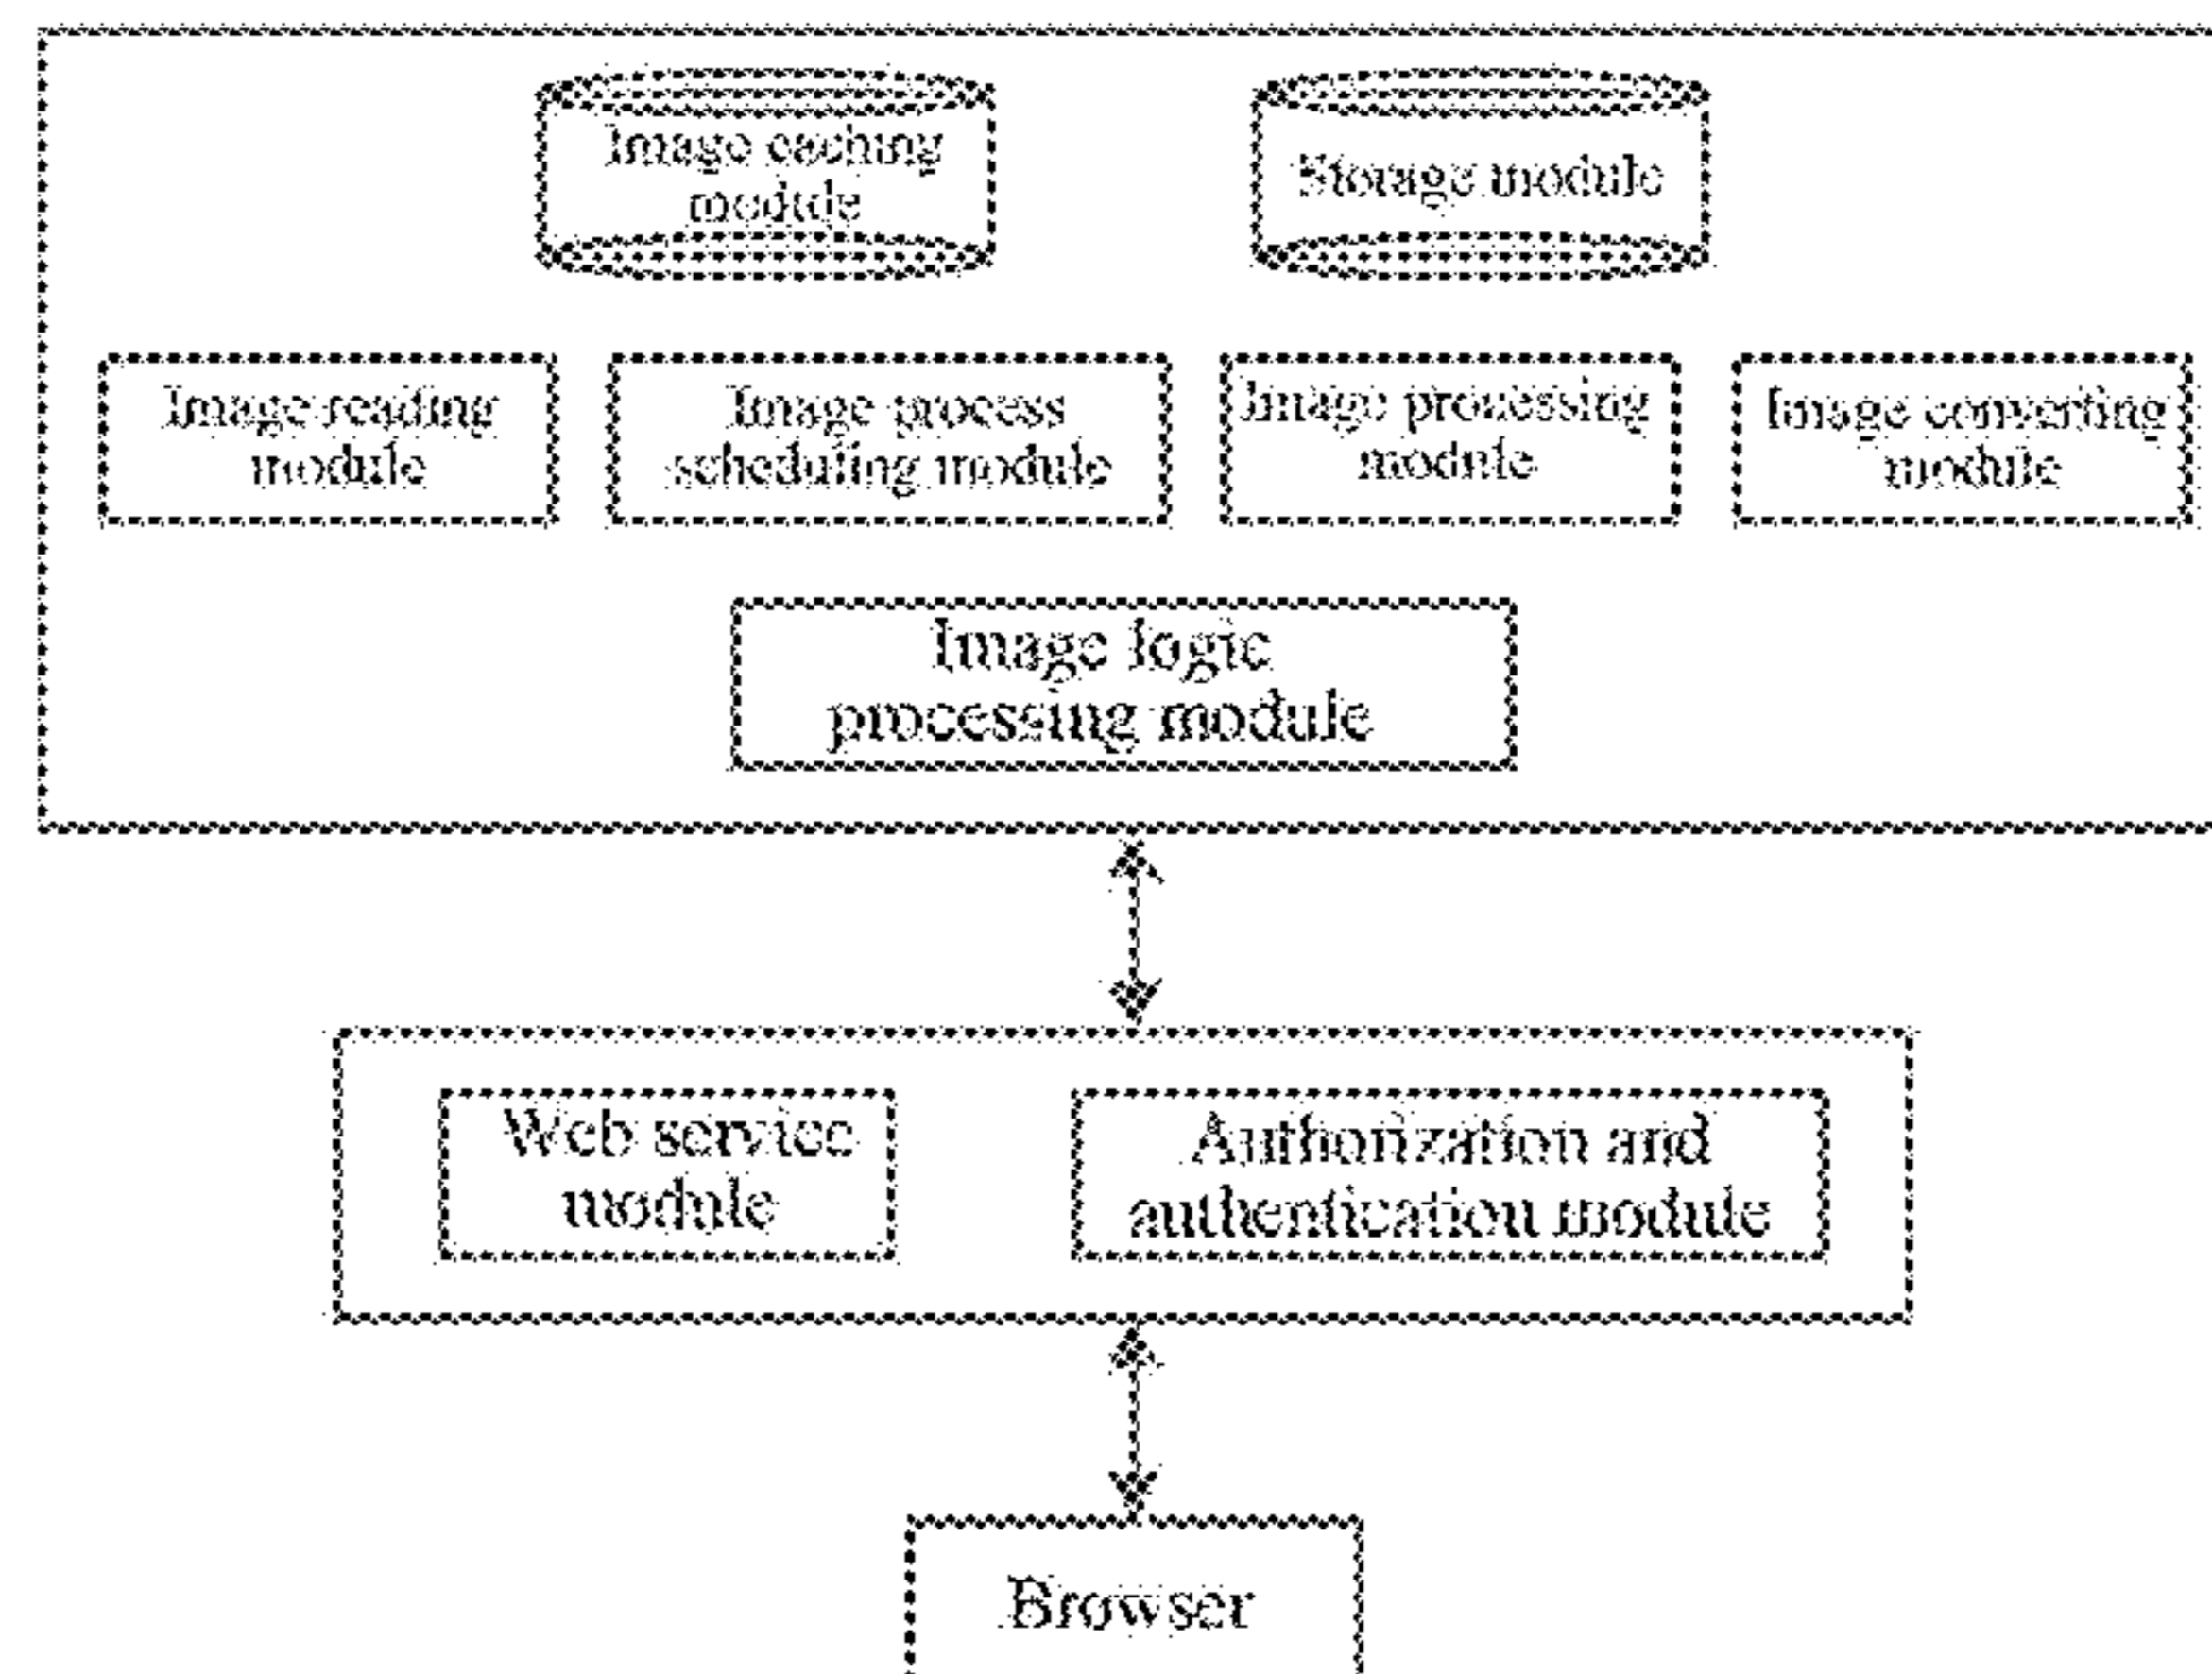 Image caching
module
Storage module
Image reading
module
Image process
scheduling module
Image processing
module
Image converting
module
Image logic
processing module
Web service
module
Authorization and
authentication module
Browser